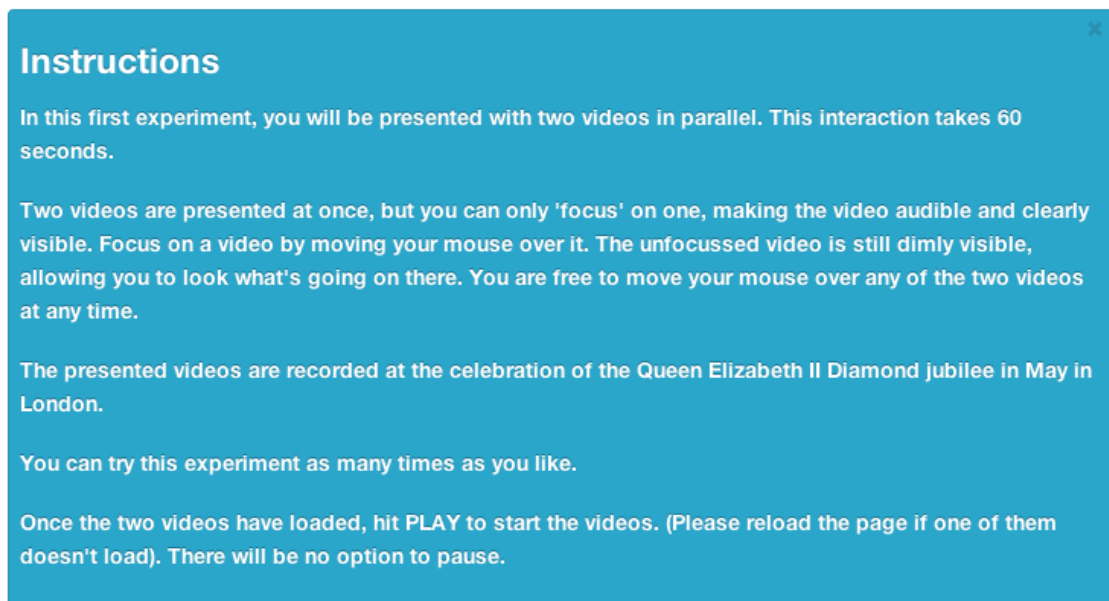 Instructions
In this first experiment, you will be presented with two videos in parallel. This interaction takes 60
seconds.
Two videos are presented at once, but you can only 'focus' on one, making the video audible and clearly
visible. Focus on a video by moving your mouse over it. The unfocussed video is still dimly visible,
allowing you to look what's going on there. You are free to move your mouse over any of the two videos
at any time.
The presented videos are recorded at the celebration of the Queen Elizabeth II Diamond jubilee in May in
London.
You can try this experiment as many times as you like.
Once the two videos have loaded, hit PLAY to start the videos. (Please reload the page if one of them
doesn't load). There will be no option to pause.